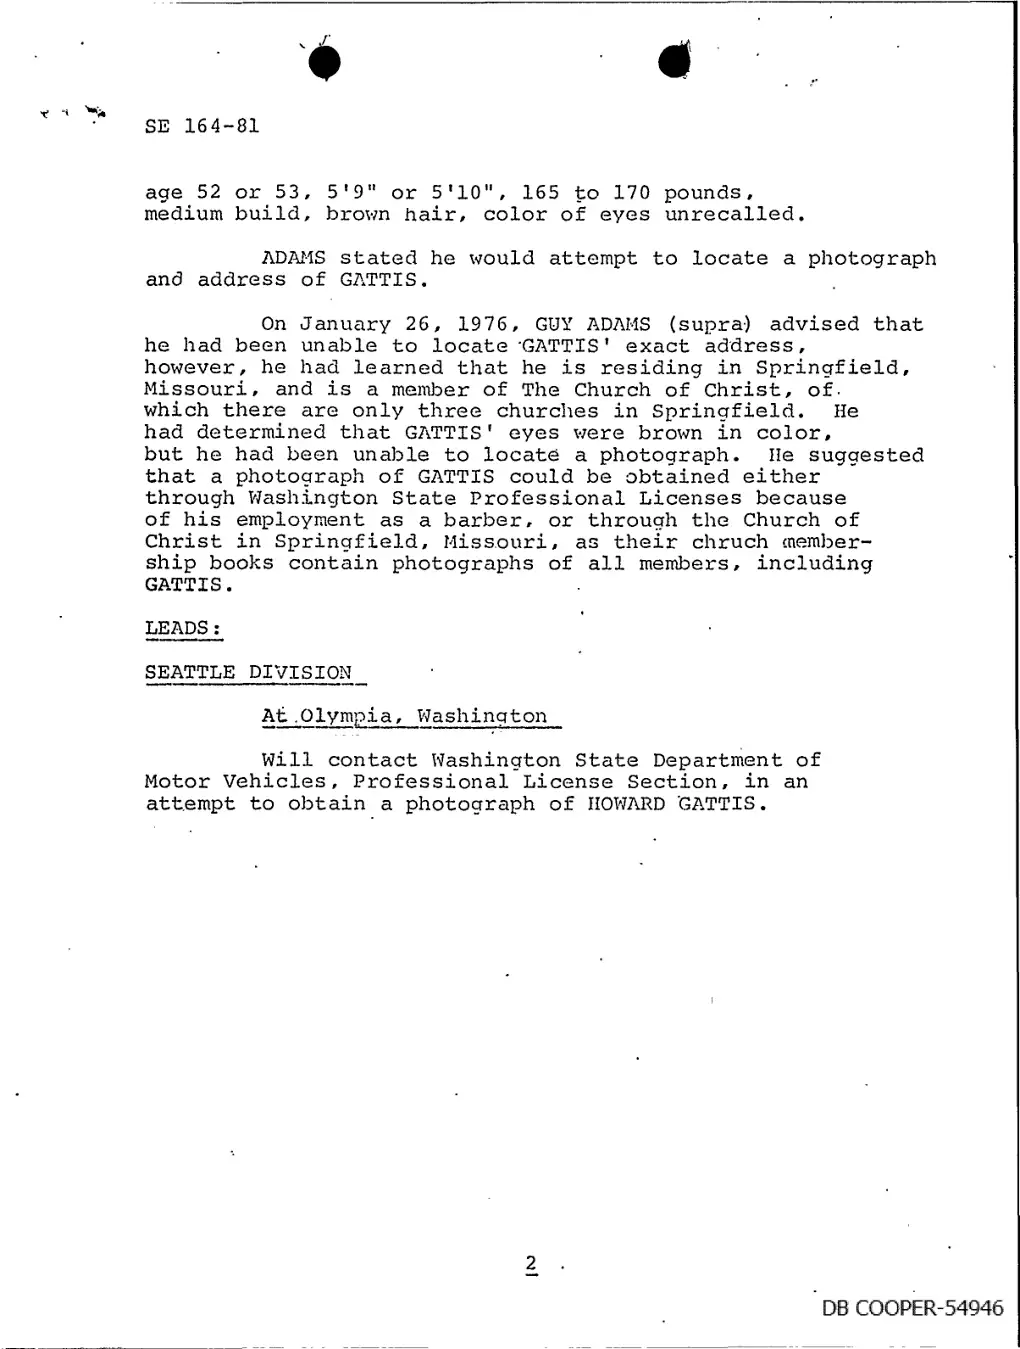 SE 164-81
age 52 or 53, 5'9" or 5'10", 165 to 170 pounds,
medium build, brown hair, color of eyes unrecalled.
ADAMS stated he would attempt to locate a photograph
and address of GATTIS.
On January 26, 1976, GUY ADAMS (supra) advised that
he had been unable to locate GATTIS' exact address,
however, he had learned that he is residing in Springfield,
Missouri, and is a member of The Church of Christ, of
which there are only three churches in Springfield. He
had determined that GATTIS' eyes were brown in color,
but he had been unable to locate a photograph. He suggested
that a photograph of GATTIS could be obtained either
through Washington State Professional Licenses because
of his employment as a barber, or through the Church of
Christ in Springfield, Missouri, as their chruch member-
ship books contain photographs of all members, including
GATTIS.
LEADS:
SEATTLE DIVISION
At Olympia, Washington
Will contact Washington State Department of
Motor Vehicles, Professional License Section, in an
attempt to obtain a photograph of HOWARD GATTIS.
2
DB COOPER-54946